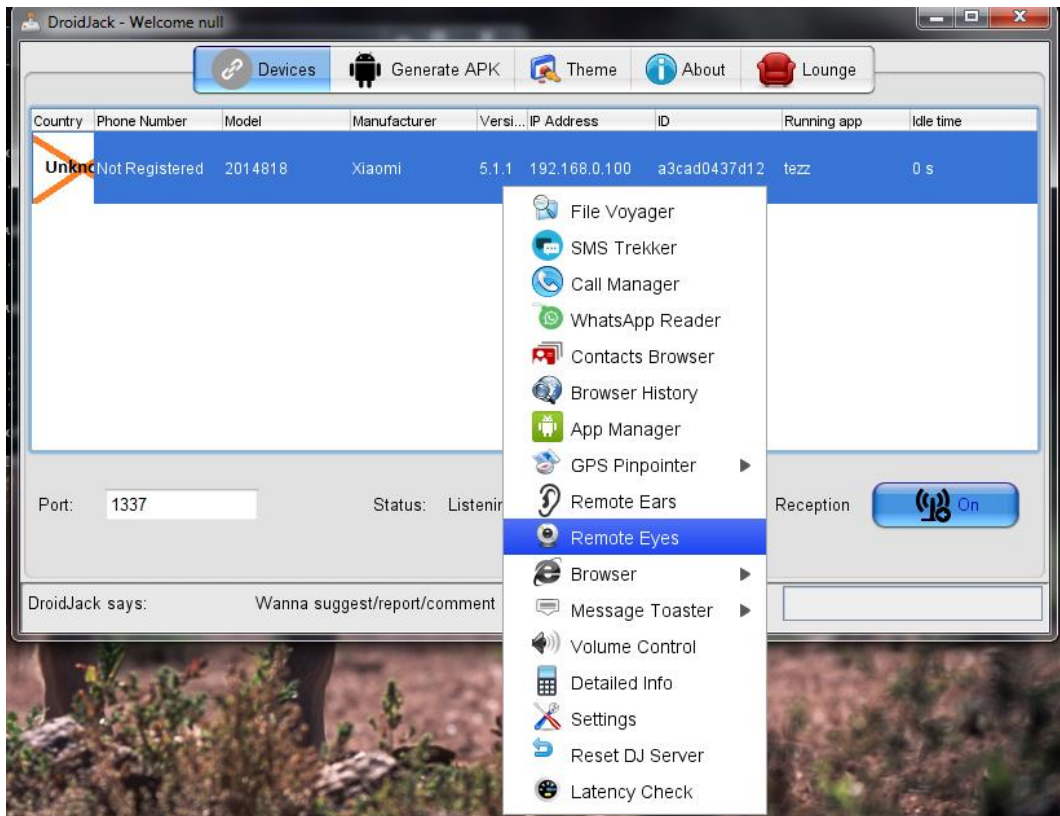 DroidJack - Welcome null
Devices Generate APK Theme About Lounge
Country Phone Number Model Manufacturer Versi... IP Address ID Running app Idle time
Unkno Not Registered 2014818 Xiaomi 5.1.1 192.168.0.100 a3cad0437d12 tezz 0 s
File Voyager
SMS Trekker
Call Manager
WhatsApp Reader
Contacts Browser
Browser History
App Manager
GPS Pinpointer
Port: 1337 Status: Listenin Remote Ears Reception On
Remote Eyes
Browser
DroidJack says: Wanna suggest/report/comment Message Toaster
Volume Control
Detailed Info
Settings
Reset DJ Server
Latency Check